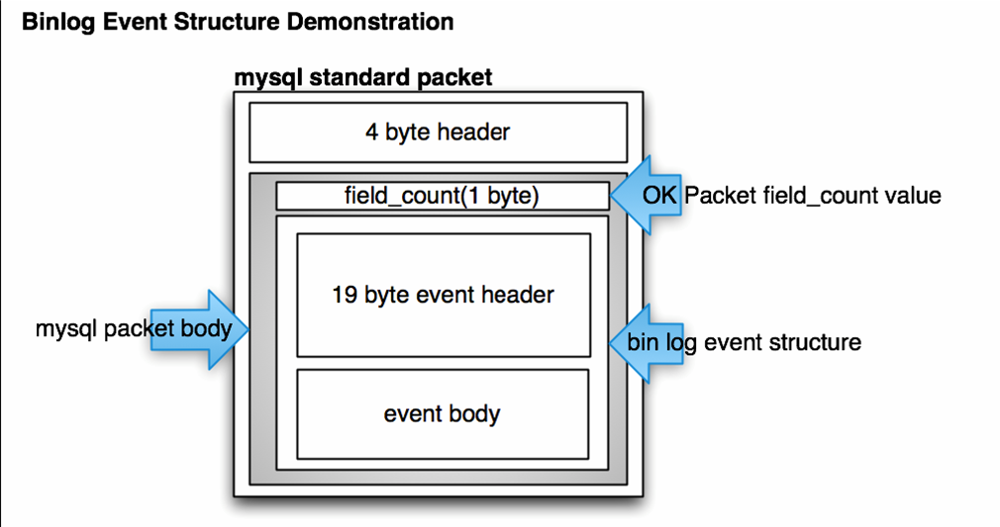 Binlog Event Structure Demonstration
mysql standard packet
4 byte header
field_count(1 byte)
OK Packet field_count value
19 byte event header
mysql packet body
bin log event structure
event body